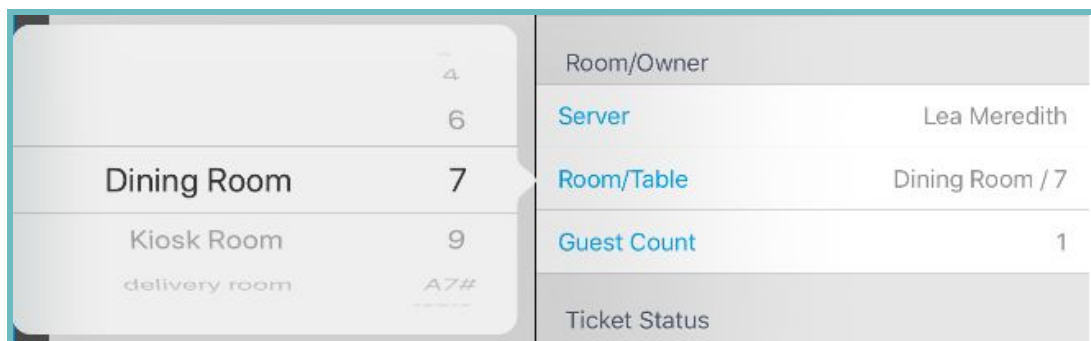 4
6
Dining Room 7
Kiosk Room 9
delivery room A7#
Room/Owner
Server Lea Meredith
Room/Table Dining Room / 7
Guest Count 1
Ticket Status